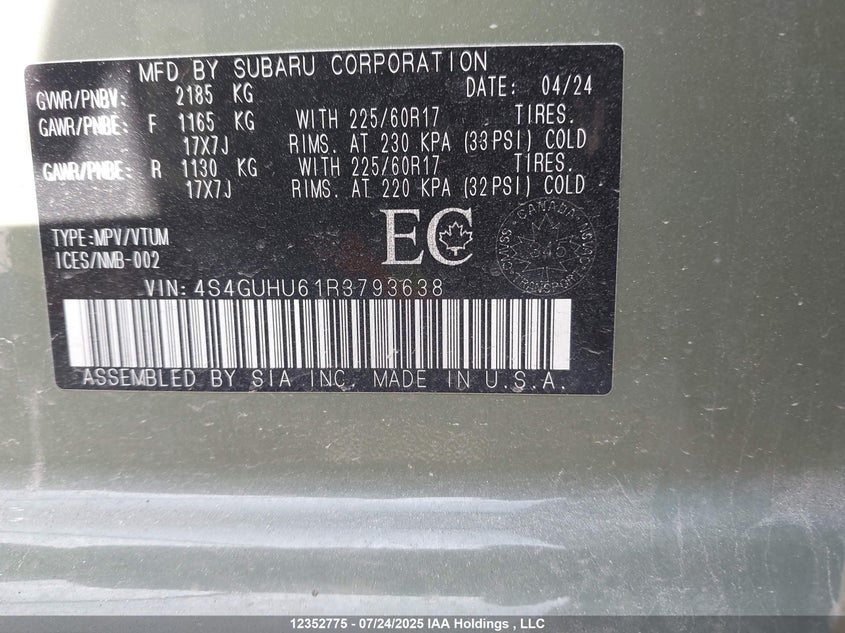 MFD BY SUBARU CORPORATION
DATE: 04/24
GVWR/PNBV: 2185 KG
GAWR/PNBE: F 1165 KG WITH 225/60R17 TIRES.
17X7J RIMS. AT 230 KPA (33PSI) COLD
GAWR/PNBE: R 1130 KG WITH 225/60R17 TIRES.
17X7J RIMS. AT 220 KPA (32PSI) COLD
TYPE:MPV/VTUM
ICES/NMB-002
EC
CANADA
TRANSPORT
VIN:4S4GUHU61R3793638
ASSEMBLED BY SIA INC. MADE IN U.S.A.
12352775 - 07/24/2025 IAA Holdings , LLC